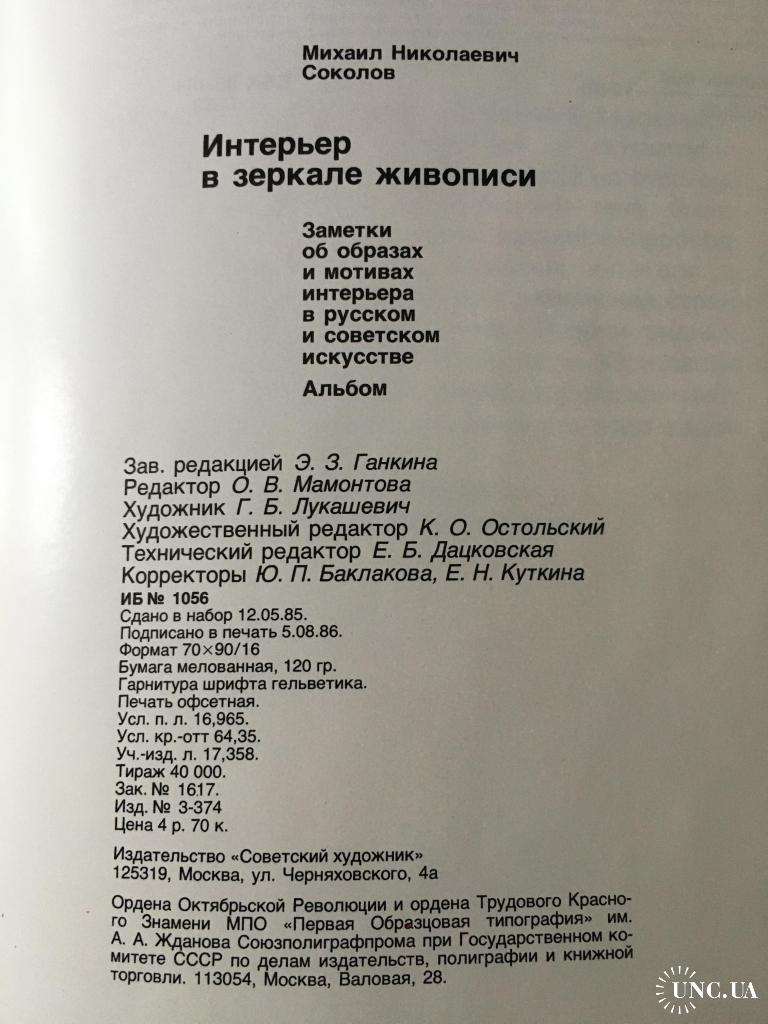 Михаил Николаевич
Соколов
Интерьер
в зеркале живописи
Заметки
об образах
и мотивах
интерьера
в русском
и советском
искусстве
Альбом
Зав. редакцией Э. З. Ганкина
Редактор О. В. Мамонтова
Художник Г. Б. Лукашевич
Художественный редактор К. О. Остольский
Технический редактор Е. Б. Дацковская
Корректоры Ю. П. Баклакова, Е. Н. Куткина
ИБ № 1056
Сдано в набор 12.05.85.
Подписано в печать 5.08.86.
Формат 70×90/16
Бумага мелованная, 120 гр.
Гарнитура шрифта гельветика.
Печать офсетная.
Усл. п. л. 16,965.
Усл. кр.-отт 64,35.
Уч.-изд. л. 17,358.
Тираж 40 000.
Зак. № 1617.
Изд. № 3-374
Цена 4 р. 70 к.
Издательство «Советский художник»
125319, Москва, ул. Черняховского, 4а
Ордена Октябрьской Революции и ордена Трудового Красно-
го Знамени МПО «Первая Образцовая типография» им.
А. А. Жданова Союзполиграфпрома при Государственном ко-
митете СССР по делам издательств, полиграфии и книжной
торговли. 113054, Москва, Валовая, 28.
UNC.UA